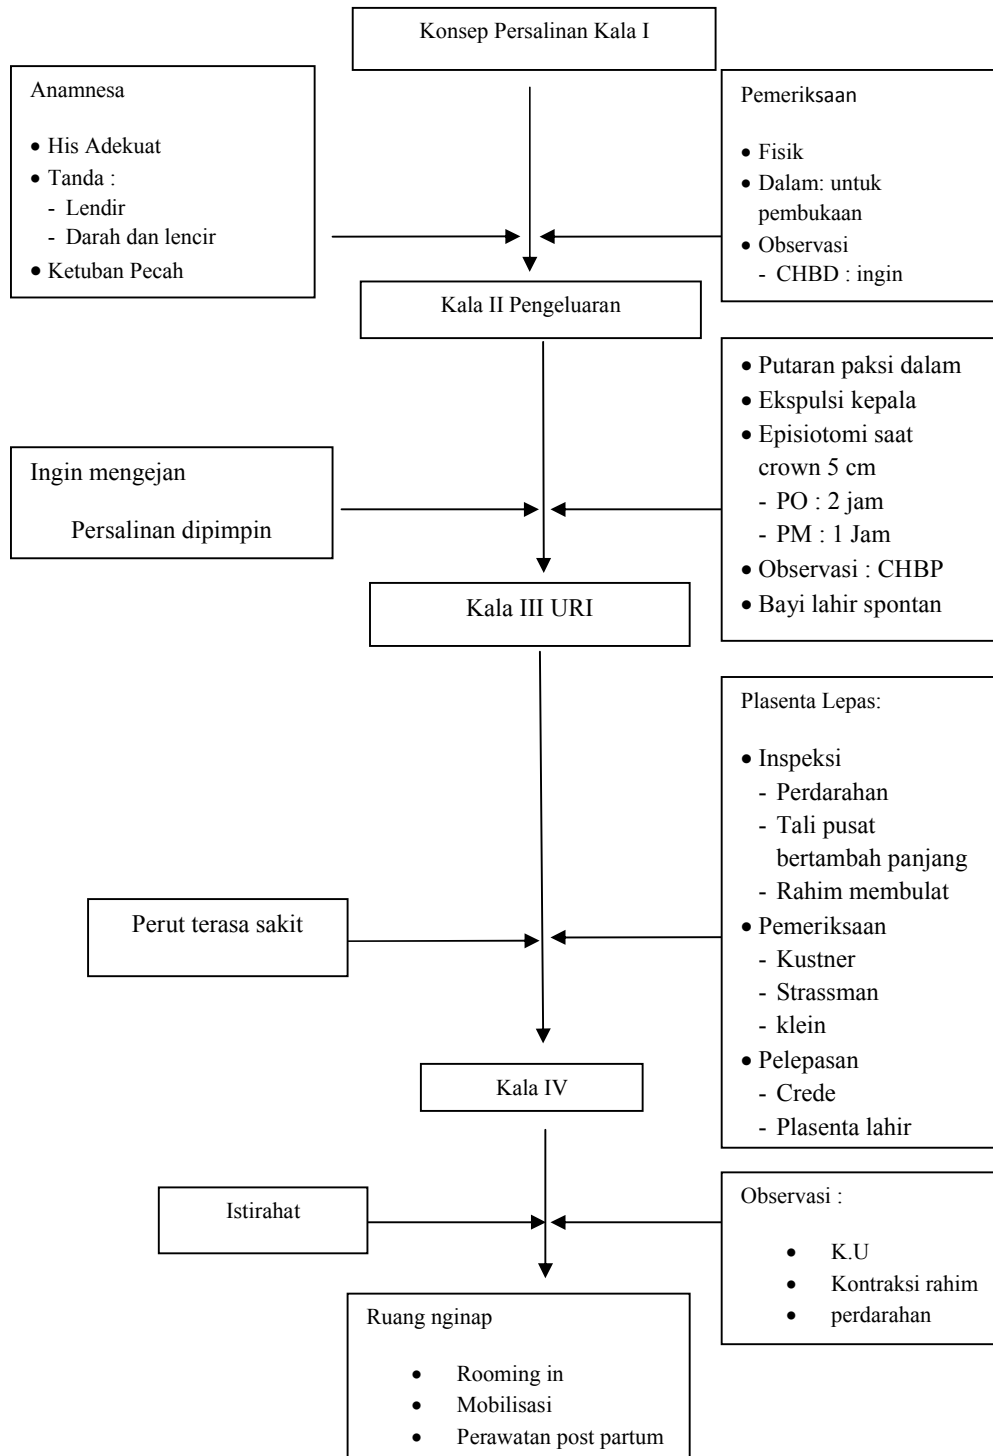 Konsep Persalinan Kala I
Anamnesa
• His Adekuat
• Tanda :
- Lendir
- Darah dan lencir
• Ketuban Pecah
Pemeriksaan
• Fisik
• Dalam: untuk
pembukaan
• Observasi
- CHBD : ingin
Kala II Pengeluaran
Ingin mengejan
Persalinan dipimpin
• Putaran paksi dalam
• Ekspulsi kepala
• Episiotomi saat
crown 5 cm
- PO : 2 jam
- PM : 1 Jam
• Observasi : CHBP
• Bayi lahir spontan
Kala III URI
Perut terasa sakit
Plasenta Lepas:
• Inspeksi
- Perdarahan
- Tali pusat
bertambah panjang
- Rahim membulat
• Pemeriksaan
- Kustner
- Strassman
- klein
• Pelepasan
- Crede
- Plasenta lahir
Kala IV
Istirahat
Observasi :
• K.U
• Kontraksi rahim
• perdarahan
Ruang nginap
• Rooming in
• Mobilisasi
• Perawatan post partum